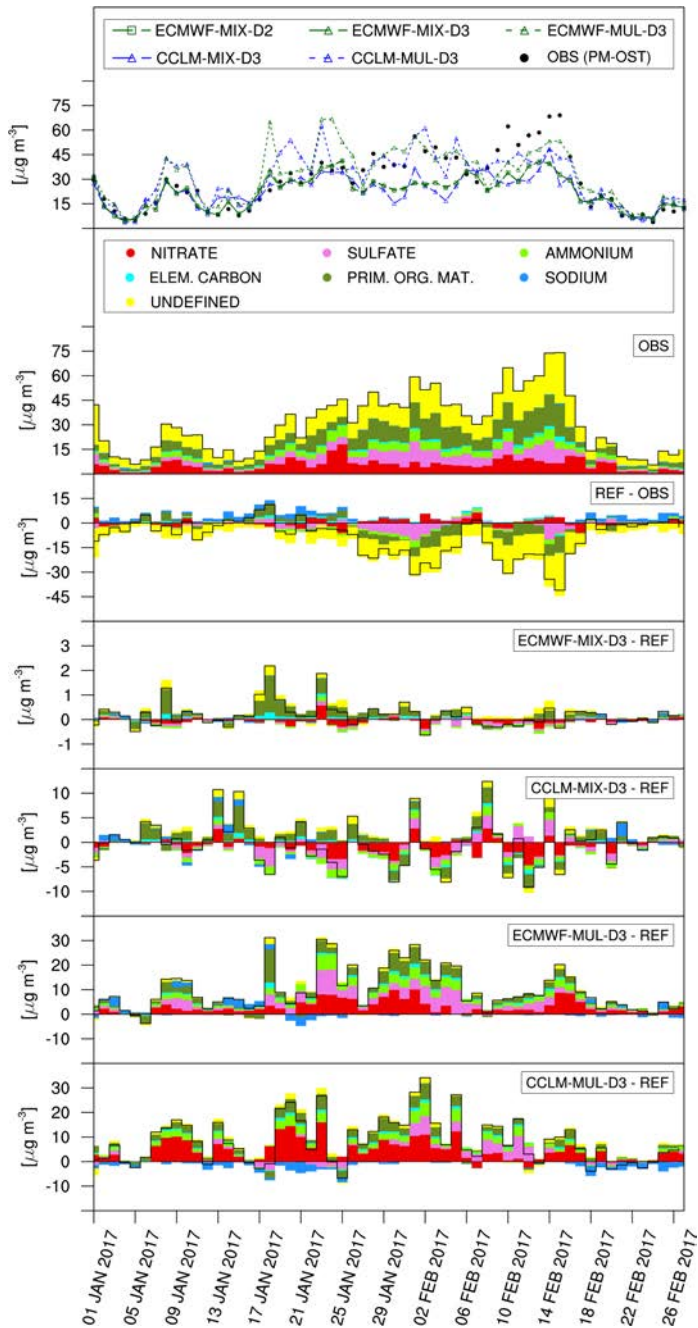 ECMWF-MIX-D2 ECMWF-MIX-D3 ECMWF-MUL-D3
CCLM-MIX-D3 CCLM-MUL-D3 OBS (PM-OST)
[µg m⁻³]
75
60
45
30
15
NITRATE SULFATE AMMONIUM
ELEM. CARBON PRIM. ORG. MAT. SODIUM
UNDEFINED
OBS
[µg m⁻³]
75
60
45
30
15
REF - OBS
[µg m⁻³]
15
0
-15
-30
-45
ECMWF-MIX-D3 - REF
[µg m⁻³]
3
2
1
0
-1
CCLM-MIX-D3 - REF
[µg m⁻³]
10
5
0
-5
-10
ECMWF-MUL-D3 - REF
[µg m⁻³]
30
20
10
0
-10
CCLM-MUL-D3 - REF
[µg m⁻³]
30
20
10
0
-10
01 JAN 2017
05 JAN 2017
09 JAN 2017
13 JAN 2017
17 JAN 2017
21 JAN 2017
25 JAN 2017
29 JAN 2017
02 FEB 2017
06 FEB 2017
10 FEB 2017
14 FEB 2017
18 FEB 2017
22 FEB 2017
26 FEB 2017